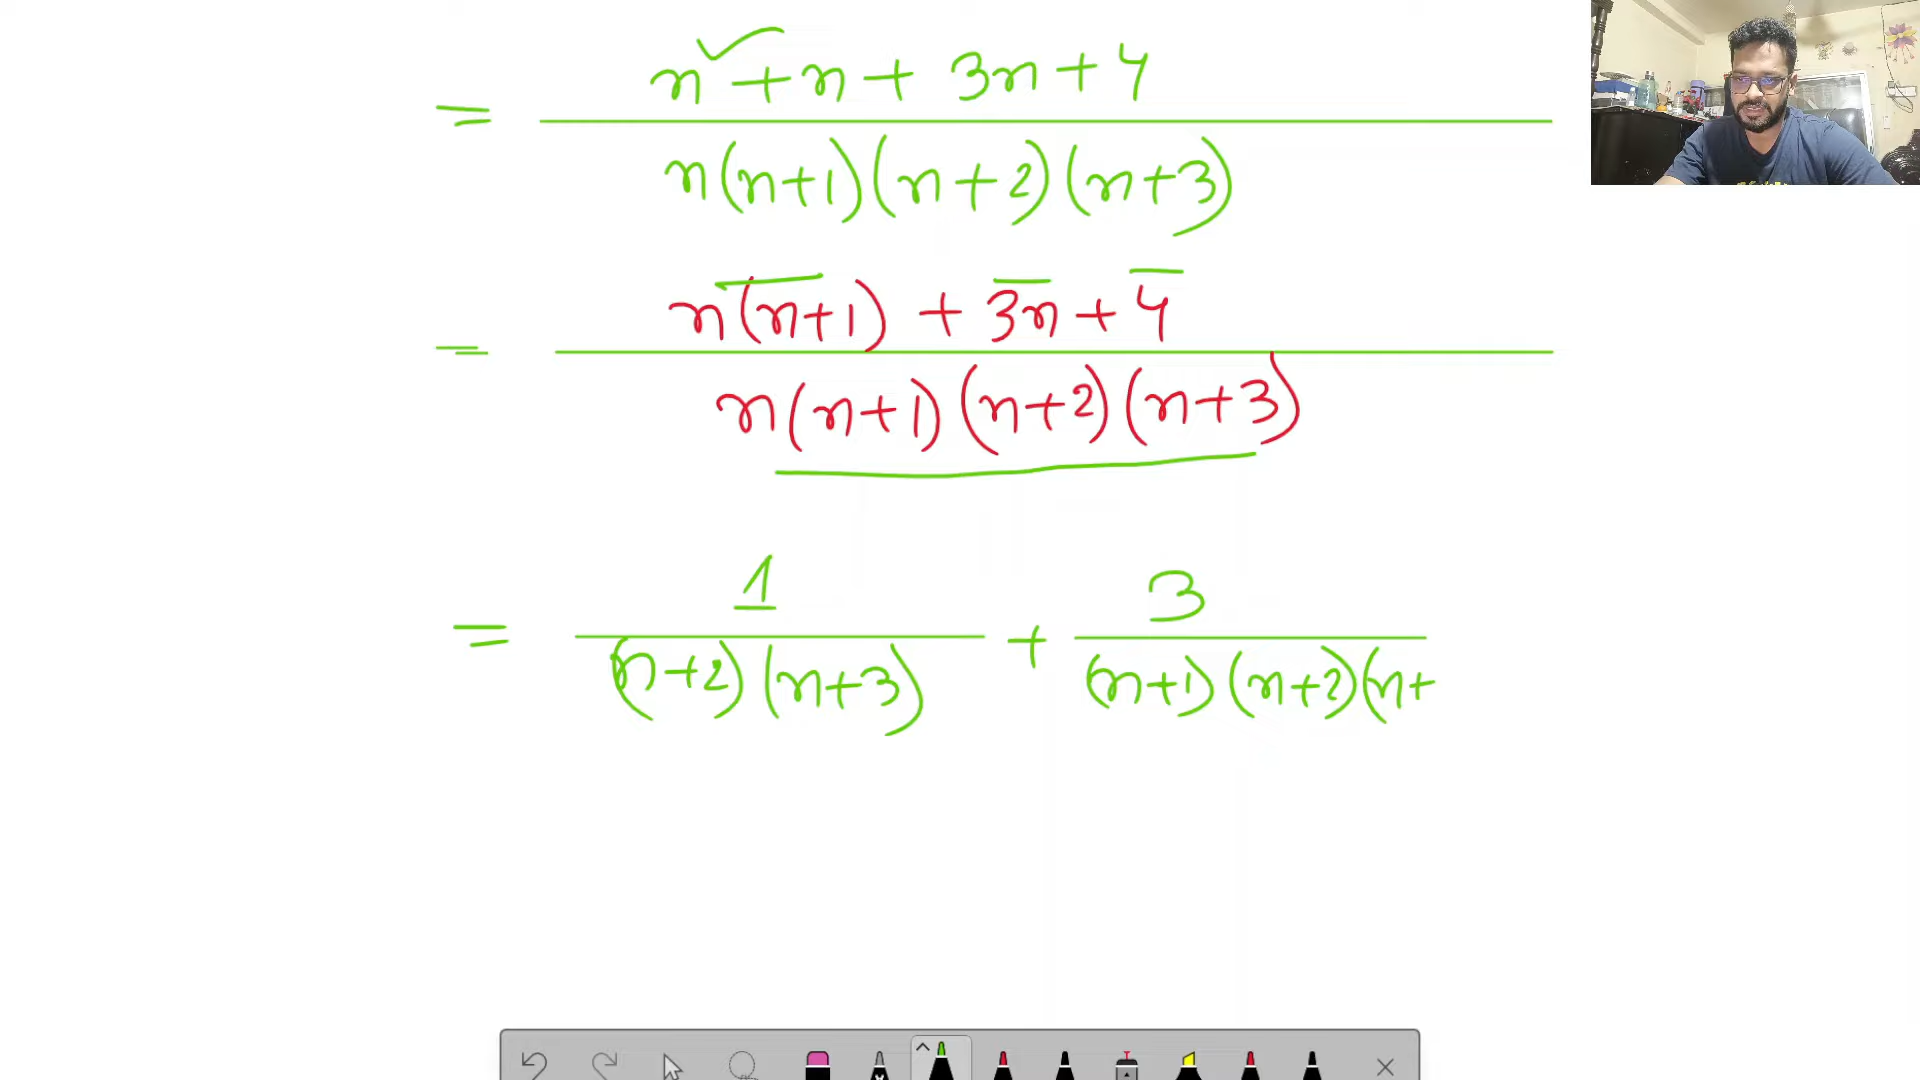 = n² + n + 3n + 4
n(n+1)(n+2)(n+3)
= n(n+1) + 3n + 4
n(n+1)(n+2)(n+3)
= 1 + 3
(n+2)(n+3) (n+1)(n+2)(n+